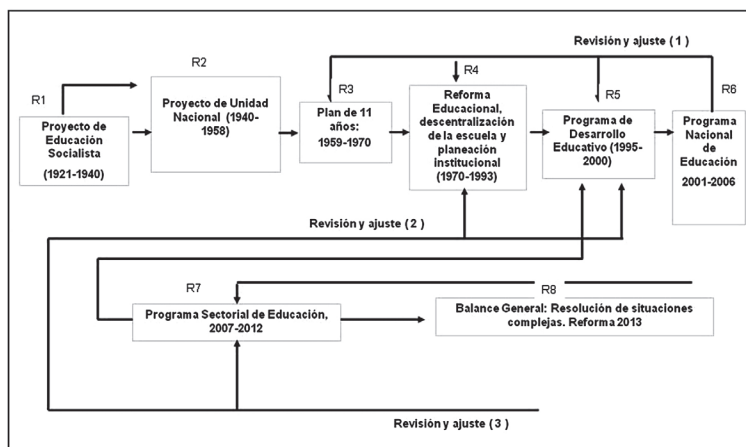 Revisión y ajuste ( 1 )
R1
R2
R3
R4
R5
R6
Proyecto de
Educación
Socialista
(1921-1940)
Proyecto de Unidad
Nacional (1940-
1958)
Plan de 11
años:
1959-1970
Reforma
Educacional,
descentralización
de la escuela y
planeación
institucional
(1970-1993)
Programa de
Desarrollo
Educativo (1995-
2000)
Programa
Nacional
de
Educación
2001-2006
Revisión y ajuste ( 2 )
R7
R8
Programa Sectorial de Educación,
2007-2012
Balance General: Resolución de situaciones
complejas. Reforma 2013
Revisión y ajuste ( 3 )